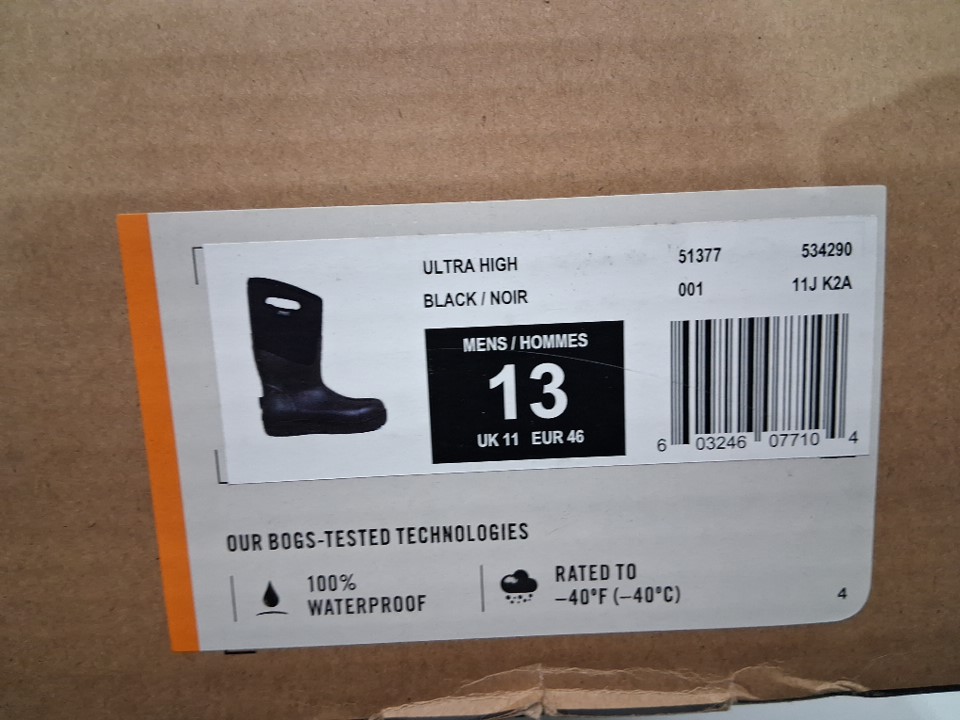 ULTRA HIGH 51377 534290
BLACK / NOIR 001 11J K2A
MENS / HOMMES
13
UK 11 EUR 46
6 03246 07710 4
OUR BOGS-TESTED TECHNOLOGIES
100%
WATERPROOF
RATED TO
–40°F (–40°C)
4